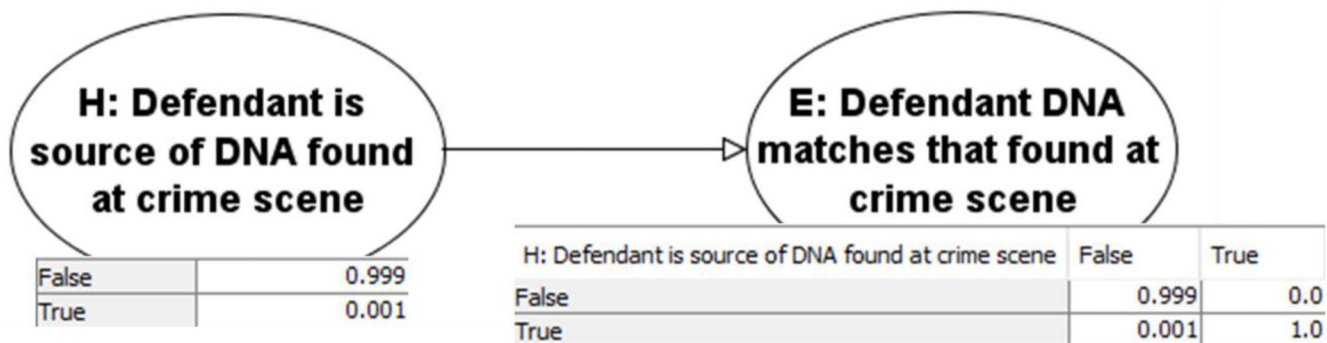 H: Defendant is
source of DNA found
at crime scene
False 0.999
True 0.001
E: Defendant DNA
matches that found at
crime scene
H: Defendant is source of DNA found at crime scene False True
False 0.999 0.0
True 0.001 1.0